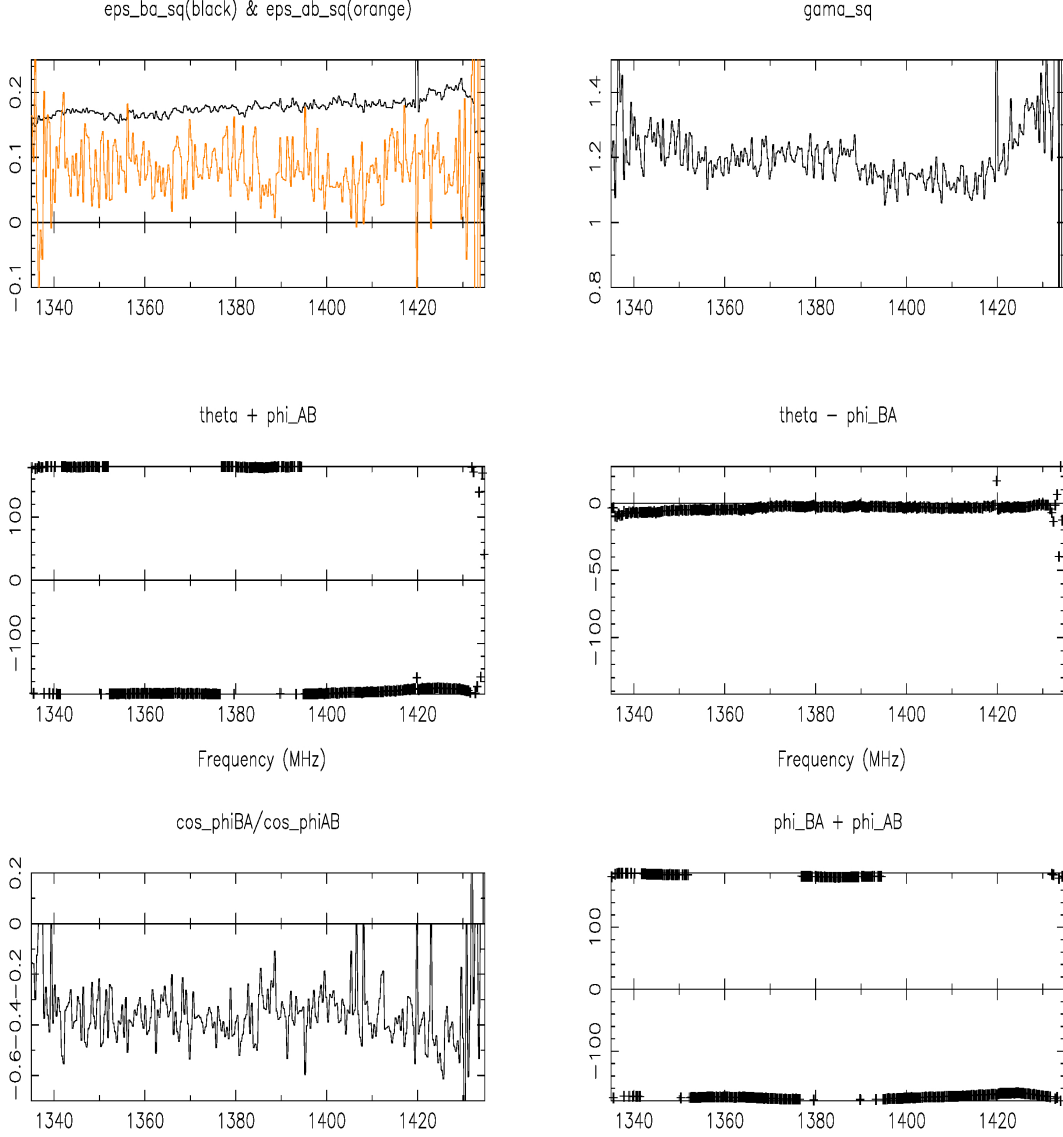 eps_ba_sq(black) & eps_ab_sq(orange)
gama_sq
0.2
0.1
0
−0.1
1340 1360 1380 1400 1420
1.4
1.2
1
0.8
1340 1360 1380 1400 1420
theta + phi_AB
theta − phi_BA
100
0
−100
1340 1360 1380 1400 1420
Frequency (MHz)
0
−50
−100
1340 1360 1380 1400 1420
Frequency (MHz)
cos_phiBA/cos_phiAB
phi_BA + phi_AB
0.2
0
−0.2
−0.4
−0.6
1340 1360 1380 1400 1420
100
0
−100
1340 1360 1380 1400 1420